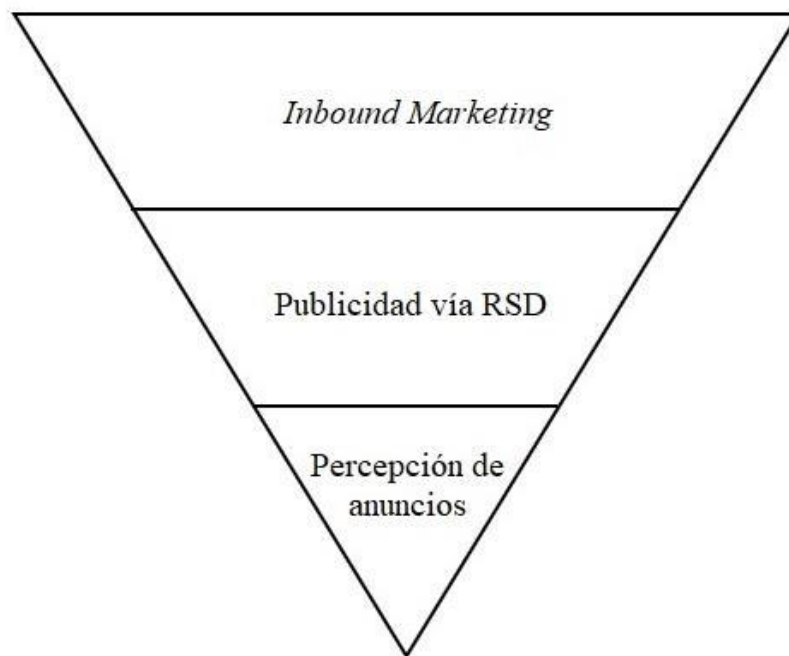 Inbound Marketing
Publicidad vía RSD
Percepción de
anuncios